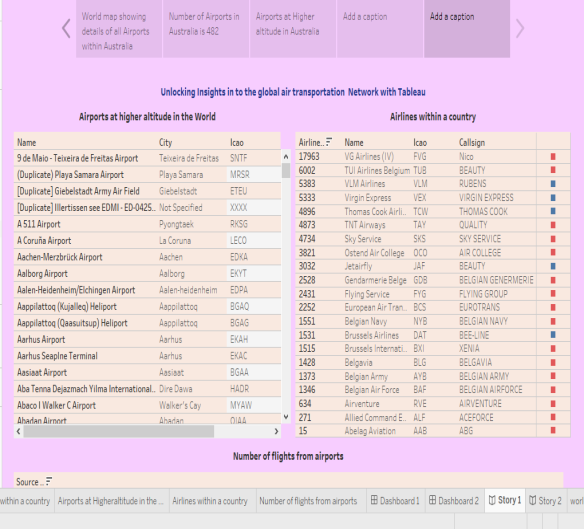 World map showing
details of all Airports
within Australia
Number of Airports in
Australia is 482
Airports at Higher
altitude in Australia
Add a caption
Add a caption
Unlocking Insights in to the global air transportation Network with Tableau
Airports at higher altitude in the World
Name City Icao
9 de Maio - Teixeira de Freitas Airport Teixeira de Freitas SNTF
(Duplicate) Playa Samara Airport Playa Samara MRSR
[Duplicate] Giebelstadt Army Air Field Giebelstadt ETEU
[Duplicate] Illertissen see EDMI - ED-0425.. Not Specified XXXX
A 511 Airport Pyongtaek RKSG
A Coruña Airport La Coruna LECO
Aachen-Merzbrück Airport Aachen EDKA
Aalborg Airport Aalborg EKYT
Aalen-Heidenheim/Elchingen Airport Aalen-heidenheim EDPA
Aappilattoq (Kujalleq) Heliport Aappilattoq BGAQ
Aappilattoq (Qaasuitsup) Heliport Aappilattoq BGAG
Aarhus Airport Aarhus EKAH
Aarhus Seaplne Terminal Aarhus EKAC
Aasiaat Airport Aasiaat BGAA
Aba Tenna Dejazmach Yilma International.. Dire Dawa HADR
Abaco I Walker C Airport Walker's Cay MYAW
Abadan Airport Abadan OIAA
Airlines within a country
Airline.. Name Icao Callsign
17963 VG Airlines (IV) FVG Nico
6002 TUI Airlines Belgium TUB BEAUTY
5383 VLM Airlines VLM RUBENS
5333 Virgin Express VEX VIRGIN EXPRESS
4896 Thomas Cook Airli.. TCW THOMAS COOK
4873 TNT Airways TAY QUALITY
4734 Sky Service SKS SKY SERVICE
3821 Ostend Air College OCO AIR COLLEGE
3032 Jetairfly JAF BEAUTY
2528 Gendarmerie Belge GDB BELGIAN GENERMERIE
2431 Flying Service FYG FLYING GROUP
2252 European Air Tran.. BCS EUROTRANS
1551 Belgian Navy NYB BELGIAN NAVY
1531 Brussels Airlines DAT BEE-LINE
1515 Brussels Internati.. BXI XENIA
1428 Belgavia BLG BELGAVIA
1373 Belgian Army AYB BELGIAN ARMY
1346 Belgian Air Force BAF BELGIAN AIRFORCE
634 Airventure RVE AIRVENTURE
271 Allied Command E.. ALF ACEFORCE
15 Abelag Aviation AAB ABG
Number of flights from airports
Source ..
within a country Airports at Higheraltitude in the ... Airlines within country Number of flights from airports Dashboard 1 Dashboard 2 Story 1 Story 2 worl